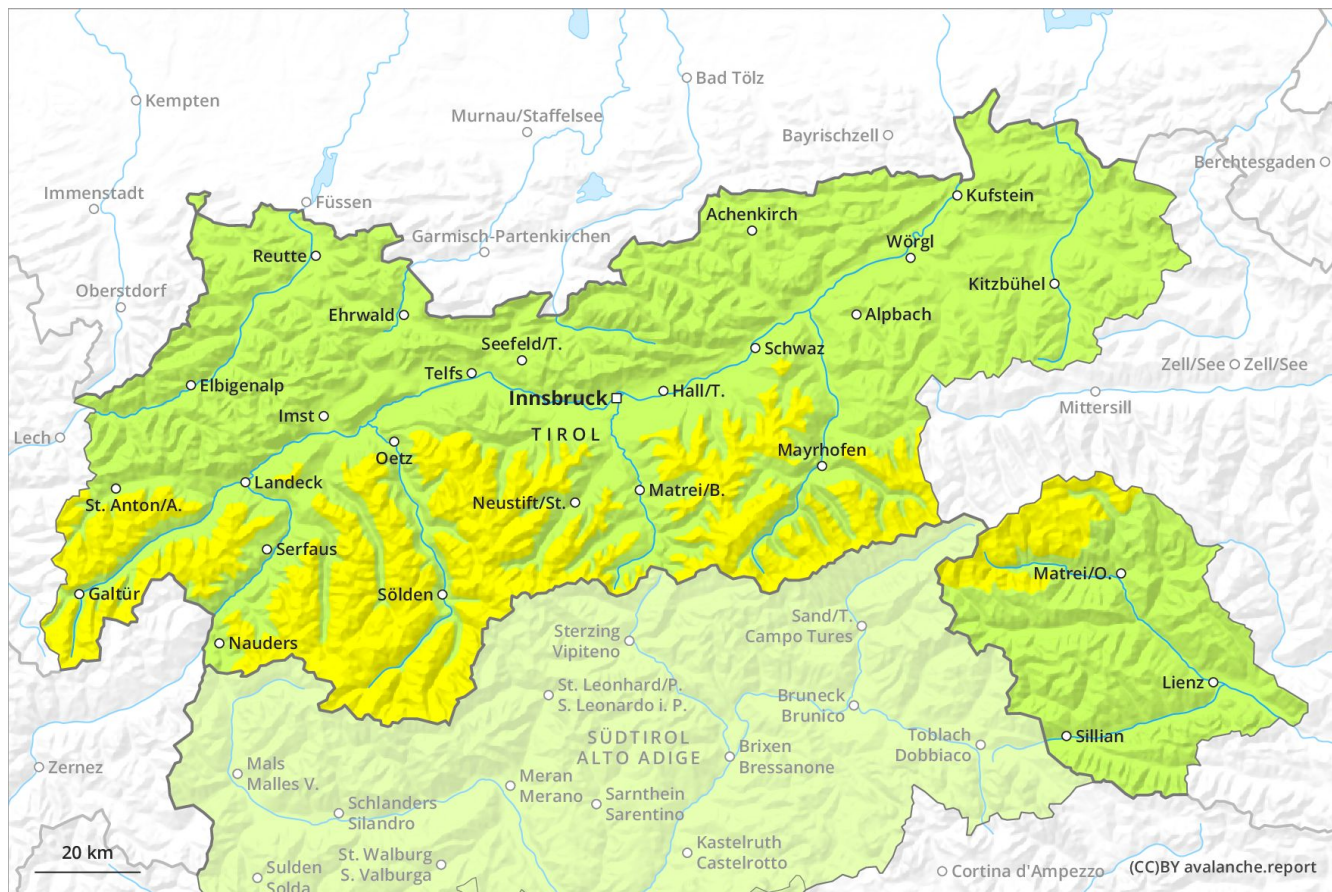 Bad Tölz
Kempten
Murnau/Staffelsee
Bayrischzell
Berchtesgaden
Immenstadt
Füssen
Kufstein
Achenkirch
Garmisch-Partenkirchen
Wörgl
Reutte
Oberstdorf
Kitzbühel
Ehrwald
Alpbach
Seefeld/T.
Schwaz
Zell/See
Zell/See
Telfs
Elbigenalp
Hall/T.
Innsbruck
Mittersill
Imst
Lech
TIROL
Mayrhofen
Oetz
Landeck
Matrei/B.
St. Anton/A.
Neustift/St.
Serfaus
Matrei/O.
Galtür
Sölden
Sand/T.
Campo Tures
Sterzing
Vipiteno
Nauders
Lienz
St. Leonhard/P.
S. Leonardo i. P.
Bruneck
Brunico
Sillian
Toblach
Dobbiaco
SÜDTIROL
ALTO ADIGE
Brixen
Bressanone
Zernez
Mals
Malles V.
Meran
Merano
Sarnthein
Sarentino
Schlanders
Silandro
Kastelruth
Castelrotto
20 km
St. Walburg
S. Valburga
Sulden
Solda
Cortina d'Ampezzo
(CC)BY avalanche.report